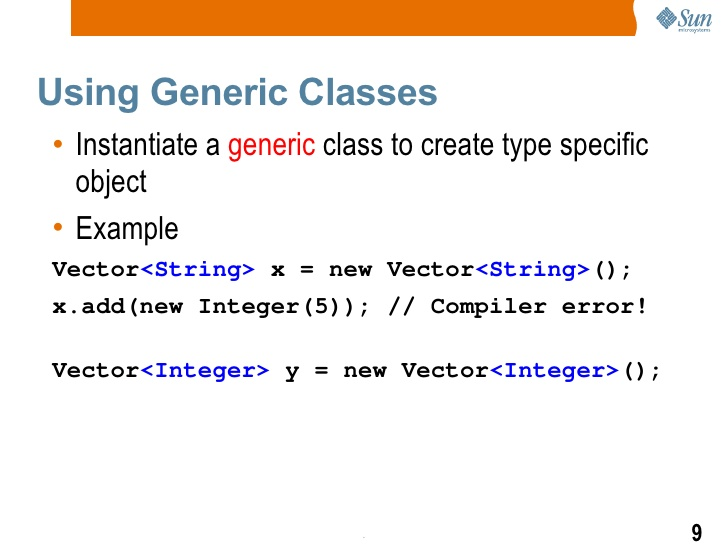 Sun
microsystems
Using Generic Classes
• Instantiate a generic class to create type specific
object
• Example
Vector<String> x = new Vector<String>();
x.add(new Integer(5)); // Compiler error!
Vector<Integer> y = new Vector<Integer>();
9